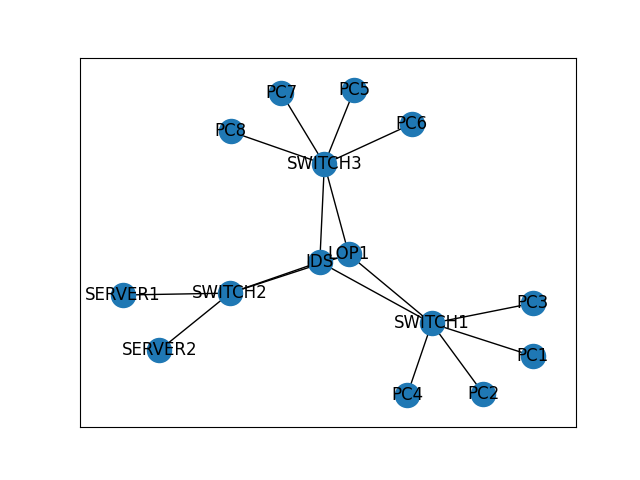 PC7
PC5
PC6
PC8
SWITCH3
LOP1
IDS
SERVER1
SWITCH2
PC3
SWITCH1
SERVER2
PC1
PC4
PC2